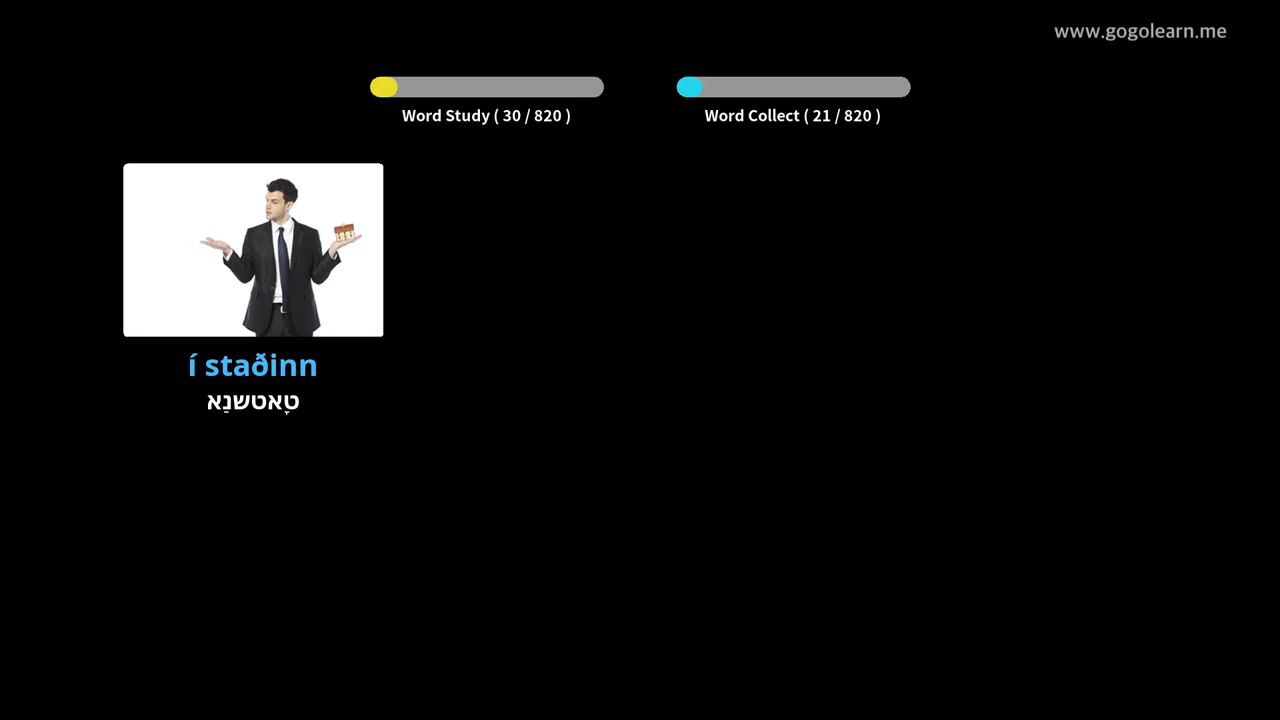 www.gogolearn.me
Word Study ( 30 / 820 )
Word Collect ( 21 / 820 )
í staðinn
טָאטשנַא